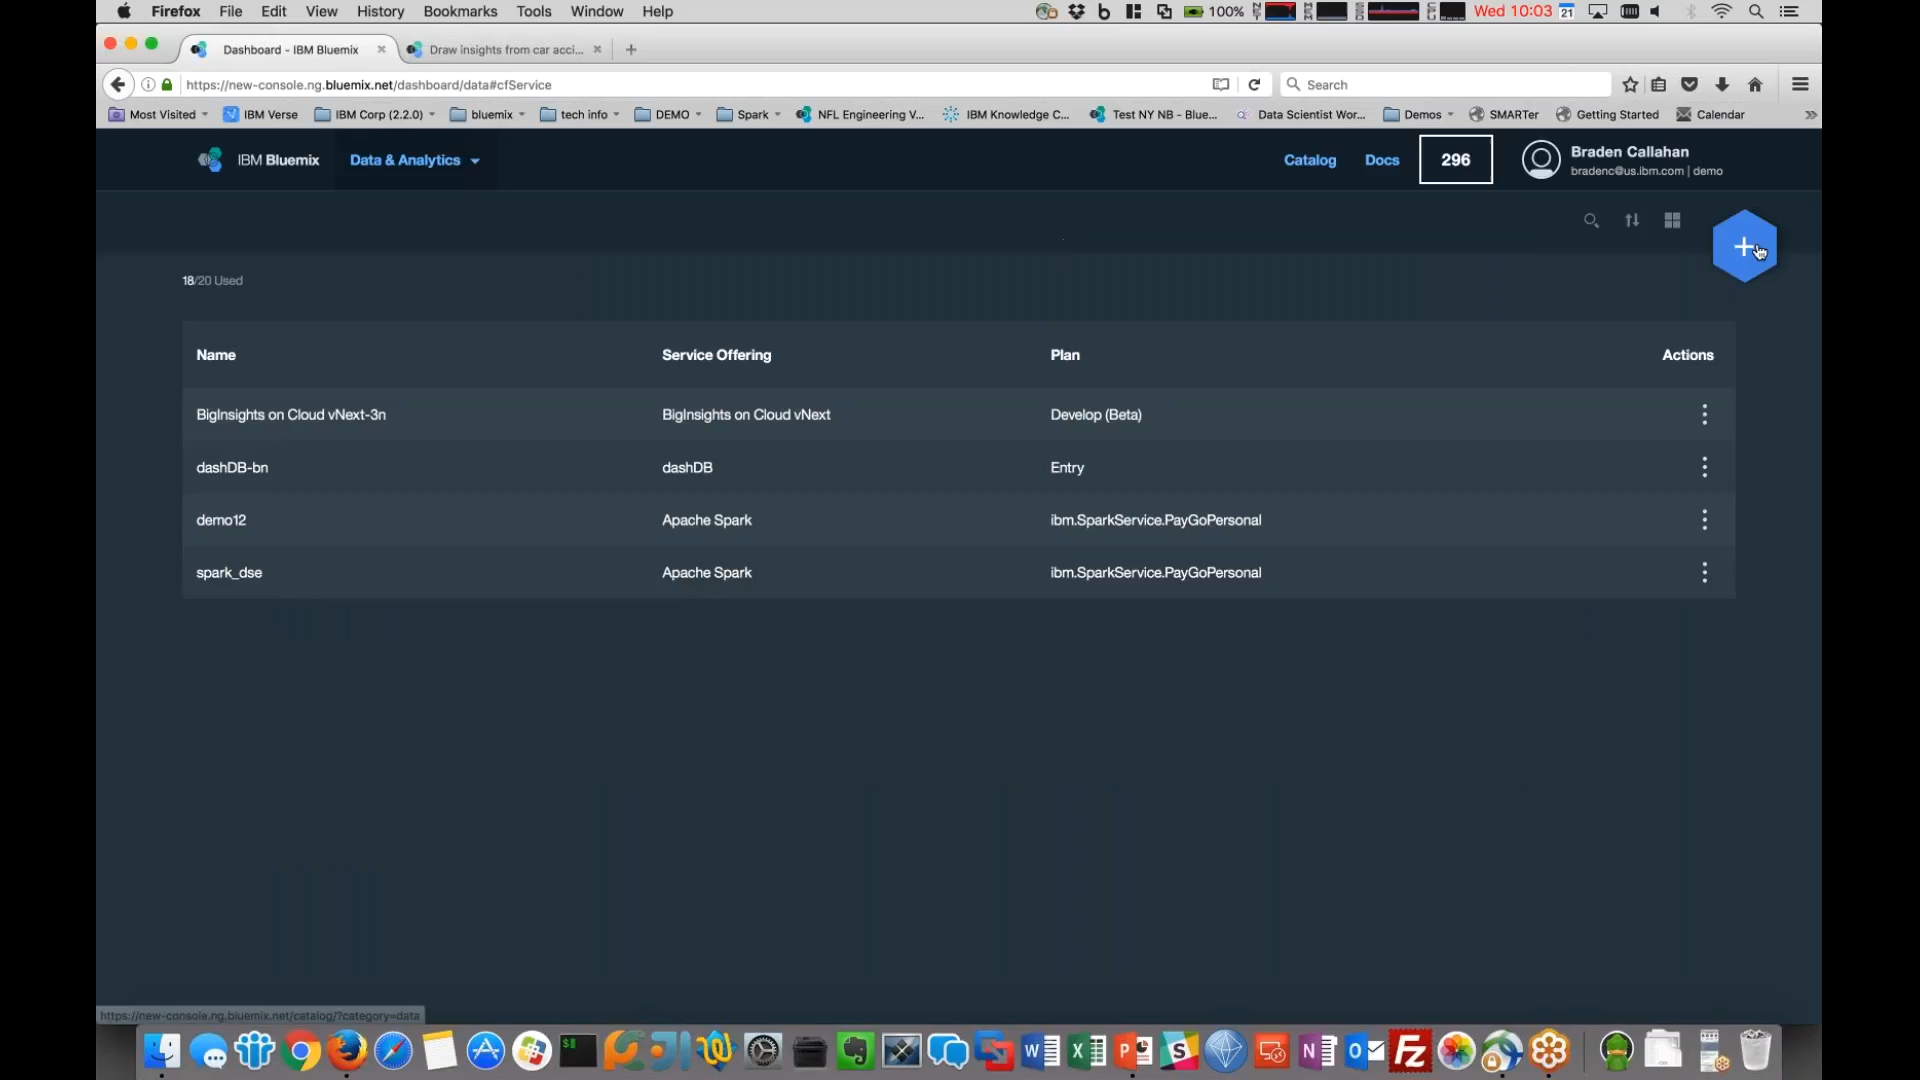 Firefox File Edit View History Bookmarks Tools Window Help 100% Wed 10:03 21
Dashboard - IBM Bluemix Draw insights from car acci...
https://new-console.ng.bluemix.net/dashboard/data#cfService Search
Most Visited IBM Verse IBM Corp (2.2.0) bluemix tech info DEMO Spark NFL Engineering V... IBM Knowledge C... Test NY NB - Blue... Data Scientist Wor... Demos SMARTer Getting Started Calendar
IBM Bluemix Data & Analytics Catalog Docs 296 Braden Callahan
bradenc@us.ibm.com | demo
18/20 Used
Name Service Offering Plan Actions
BigInsights on Cloud vNext-3n BigInsights on Cloud vNext Develop (Beta)
dashDB-bn dashDB Entry
demo12 Apache Spark ibm.SparkService.PayGoPersonal
spark_dse Apache Spark ibm.SparkService.PayGoPersonal
https://new-console.ng.bluemix.net/catalog/?category=data